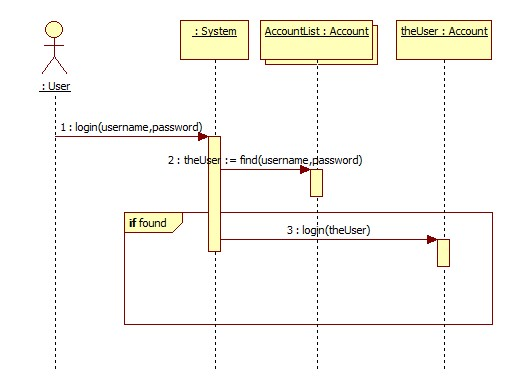 : System
AccountList : Account
theUser : Account
: User
1 : login(username,password)
2 : theUser := find(username,password)
if found
3 : login(theUser)